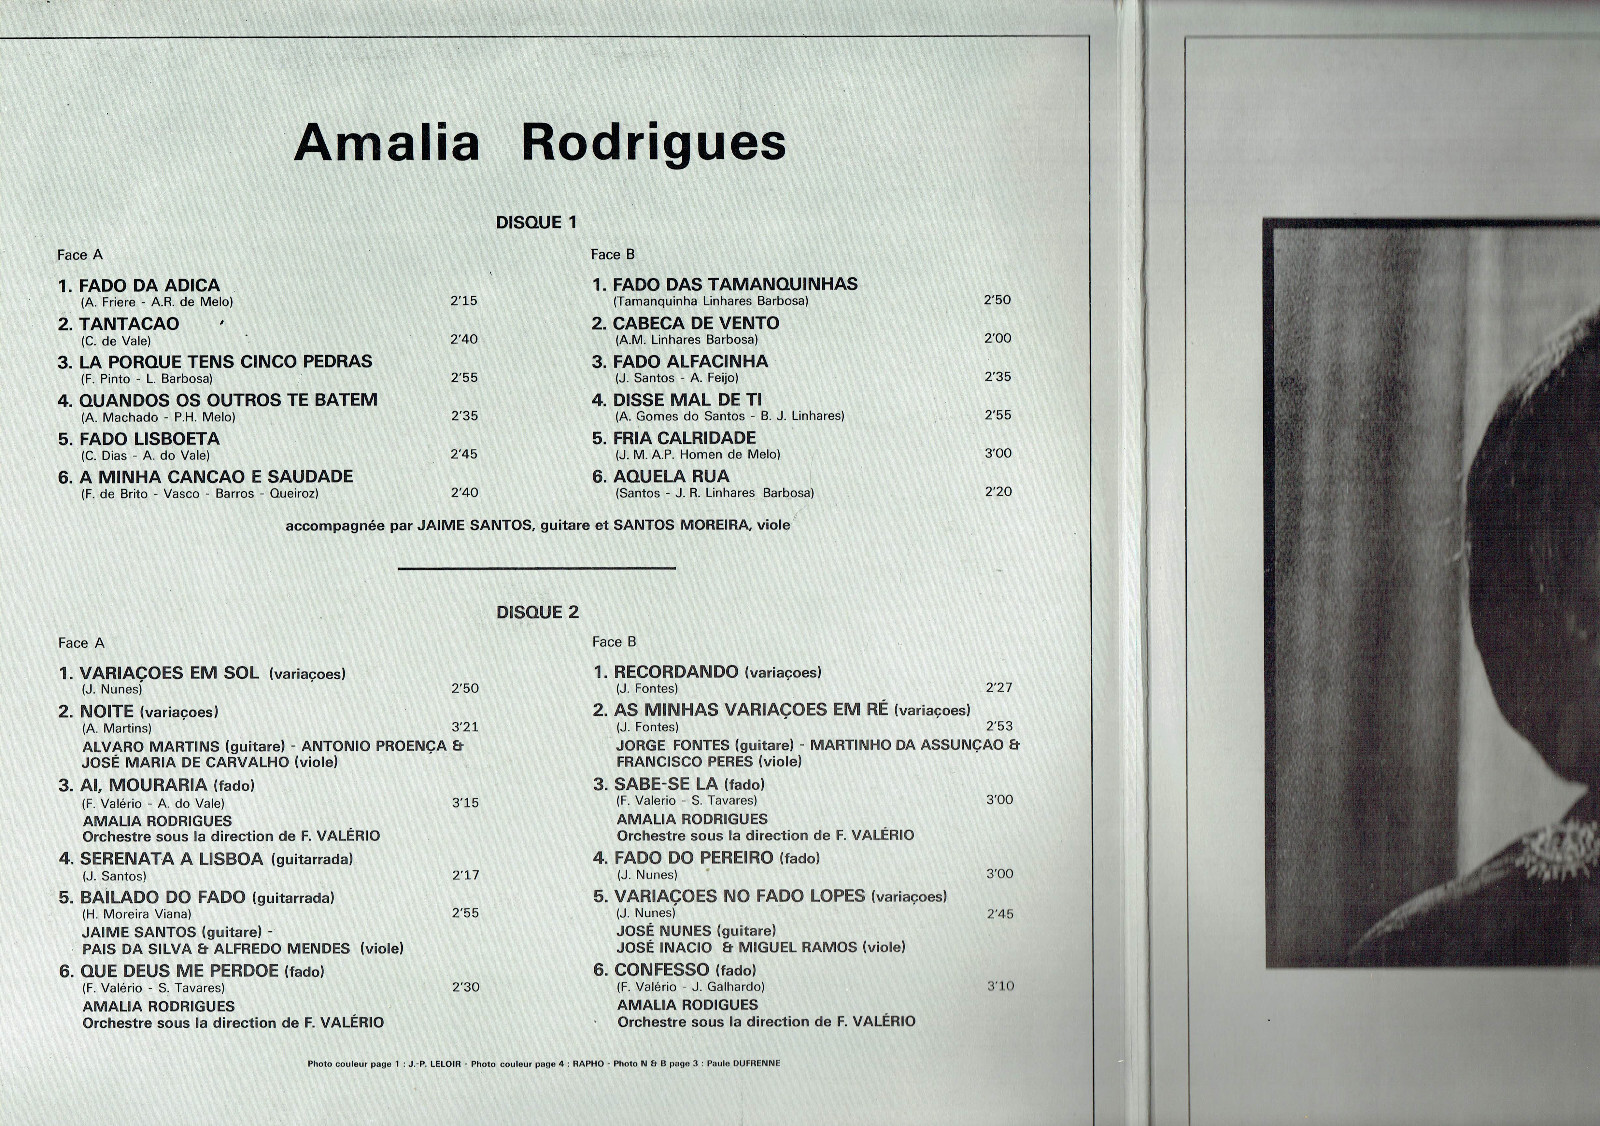 Amalia Rodrigues
DISQUE 1
Face A
1. FADO DA ADICA
(A. Friere - A.R. de Melo) 2'15
2. TANTACAO
(C. de Vale) 2'40
3. LA PORQUE TENS CINCO PEDRAS
(F. Pinto - L. Barbosa) 2'55
4. QUANDOS OS OUTROS TE BATEM
(A. Machado - P.H. Melo) 2'35
5. FADO LISBOETA
(C. Dias - A. do Vale) 2'45
6. A MINHA CANCAO E SAUDADE
(F. de Brito - Vasco - Barros - Queiroz) 2'40
Face B
1. FADO DAS TAMANQUINHAS
(Tamanquinha Linhares Barbosa) 2'50
2. CABECA DE VENTO
(A.M. Linhares Barbosa) 2'00
3. FADO ALFACINHA
(J. Santos - A. Feijo) 2'35
4. DISSE MAL DE TI
(A. Gomes do Santos - B. J. Linhares) 2'55
5. FRIA CALRIDADE
(J. M. A.P. Homen de Melo) 3'00
6. AQUELA RUA
(Santos - J. R. Linhares Barbosa) 2'20
accompagnée par JAIME SANTOS, guitare et SANTOS MOREIRA, viole
DISQUE 2
Face A
1. VARIAÇOES EM SOL (variaçoes)
(J. Nunes) 2'50
2. NOITE (variaçoes)
(A. Martins) 3'21
ALVARO MARTINS (guitare) - ANTONIO PROENÇA &
JOSÉ MARIA DE CARVALHO (viole)
3. AI, MOURARIA (fado)
(F. Valério - A. do Vale) 3'15
AMALIA RODRIGUES
Orchestre sous la direction de F. VALÉRIO
4. SERENATA A LISBOA (guitarrada)
(J. Santos) 2'17
5. BAILADO DO FADO (guitarrada)
(H. Moreira Viana) 2'55
JAIME SANTOS (guitare) -
PAIS DA SILVA & ALFREDO MENDES (viole)
6. QUE DEUS ME PERDOE (fado)
(F. Valério - S. Tavares) 2'30
AMALIA RODRIGUES
Orchestre sous la direction de F. VALÉRIO
Face B
1. RECORDANDO (variaçoes)
(J. Fontes) 2'27
2. AS MINHAS VARIAÇOES EM RÉ (variaçoes)
(J. Fontes) 2'53
JORGE FONTES (guitare) - MARTINHO DA ASSUNÇAO &
FRANCISCO PERES (viole)
3. SABE-SE LA (fado)
(F. Valerio - S. Tavares) 3'00
AMALIA RODRIGUES
Orchestre sous la direction de F. VALÉRIO
4. FADO DO PEREIRO (fado)
(J. Nunes) 3'00
5. VARIAÇOES NO FADO LOPES (variaçoes)
(J. Nunes) 2'45
JOSÉ NUNES (guitare)
JOSÉ INACIO & MIGUEL RAMOS (viole)
6. CONFESSO (fado)
(F. Valério - J. Galhardo) 3'10
AMALIA RODIGUES
Orchestre sous la direction de F. VALÉRIO
Photo couleur page 1 : J.-P. LELOIR - Photo couleur page 4 : RAPHO - Photo N & B page 3 : Paule DUFRENNE